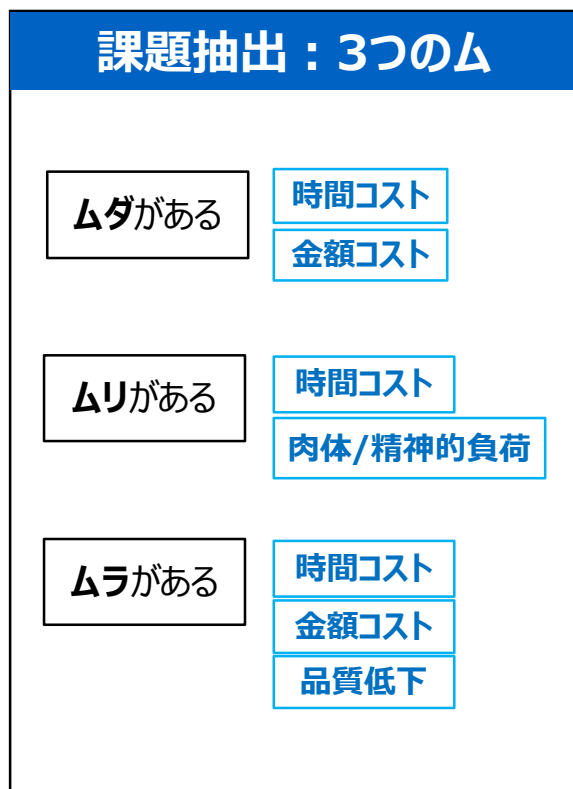 課題抽出：3つのム
ムダがある
時間コスト
金額コスト
ムリがある
時間コスト
肉体/精神的負荷
ムラがある
時間コスト
金額コスト
品質低下